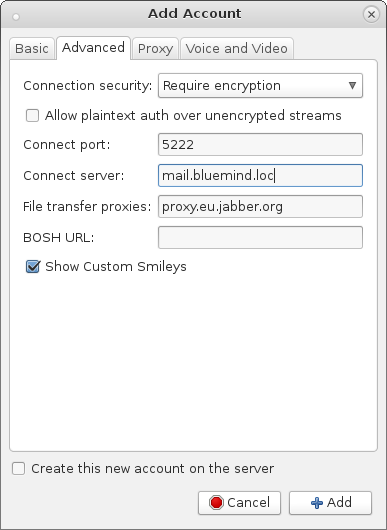 Add Account
Basic Advanced Proxy Voice and Video
Connection security: Require encryption
Allow plaintext auth over unencrypted streams
Connect port: 5222
Connect server: mail.bluemind.loc
File transfer proxies: proxy.eu.jabber.org
BOSH URL:
Show Custom Smileys
Create this new account on the server
Cancel Add